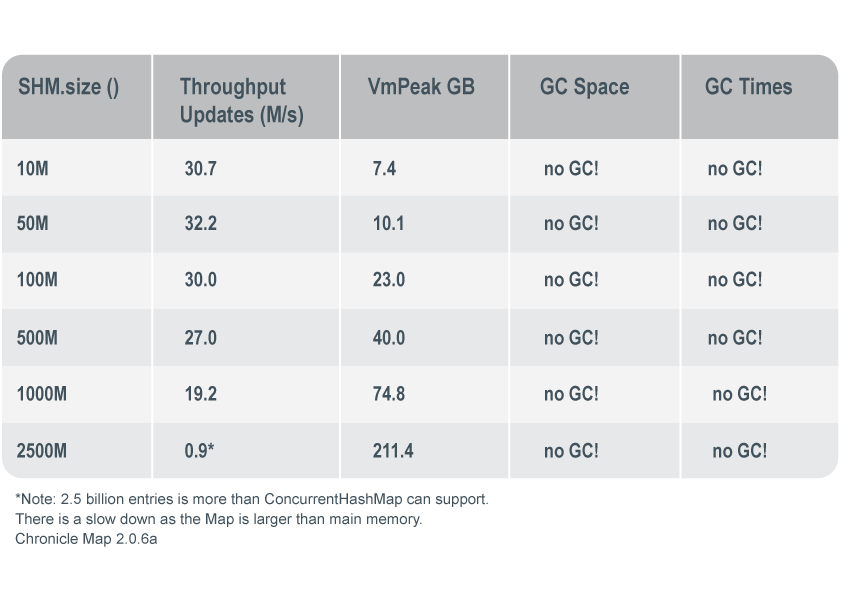 SHM.size () Throughput Updates (M/s) VmPeak GB GC Space GC Times
10M 30.7 7.4 no GC! no GC!
50M 32.2 10.1 no GC! no GC!
100M 30.0 23.0 no GC! no GC!
500M 27.0 40.0 no GC! no GC!
1000M 19.2 74.8 no GC! no GC!
2500M 0.9* 211.4 no GC! no GC!
*Note: 2.5 billion entries is more than ConcurrentHashMap can support.
There is a slow down as the Map is larger than main memory.
Chronicle Map 2.0.6a